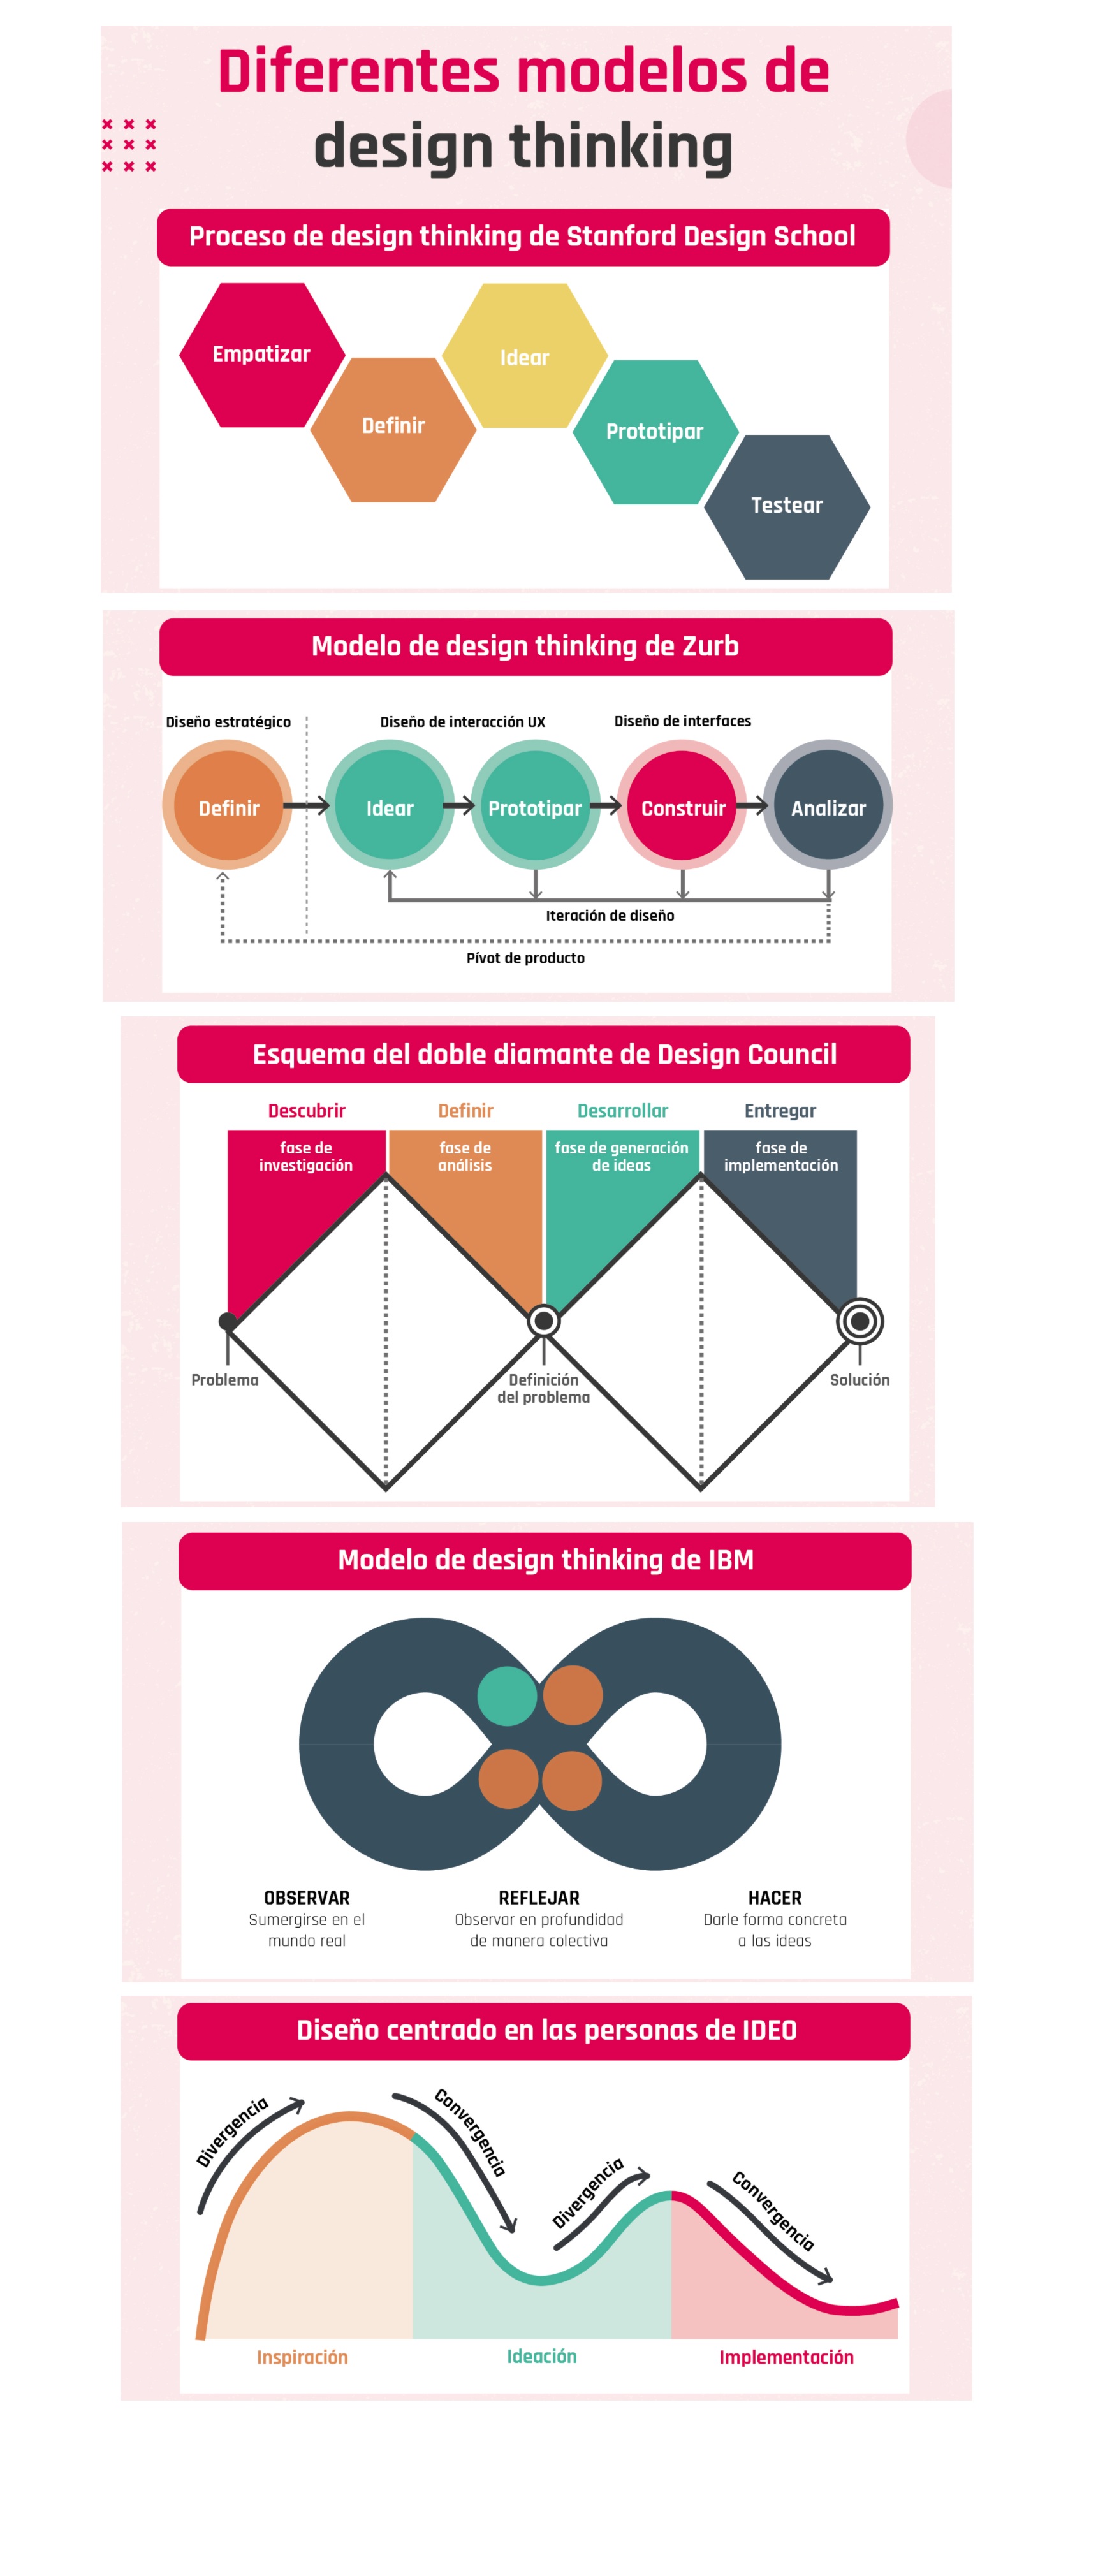 Diferentes modelos de
design thinking
Proceso de design thinking de Stanford Design School
Empatizar
Definir
Idear
Prototipar
Testear
Modelo de design thinking de Zurb
Diseño estratégico
Diseño de interacción UX
Diseño de interfaces
Definir
Idear
Prototipar
Construir
Analizar
Iteración de diseño
Pívot de producto
Esquema del doble diamante de Design Council
Descubrir
Definir
Desarrollar
Entregar
fase de
investigación
fase de
análisis
fase de generación
de ideas
fase de
implementación
Problema
Definición
del problema
Solución
Modelo de design thinking de IBM
OBSERVAR
Sumergirse en el
mundo real
REFLEJAR
Observar en profundidad
de manera colectiva
HACER
Darle forma concreta
a las ideas
Diseño centrado en las personas de IDEO
Divergencia
Convergencia
Divergencia
Convergencia
Inspiración
Ideación
Implementación